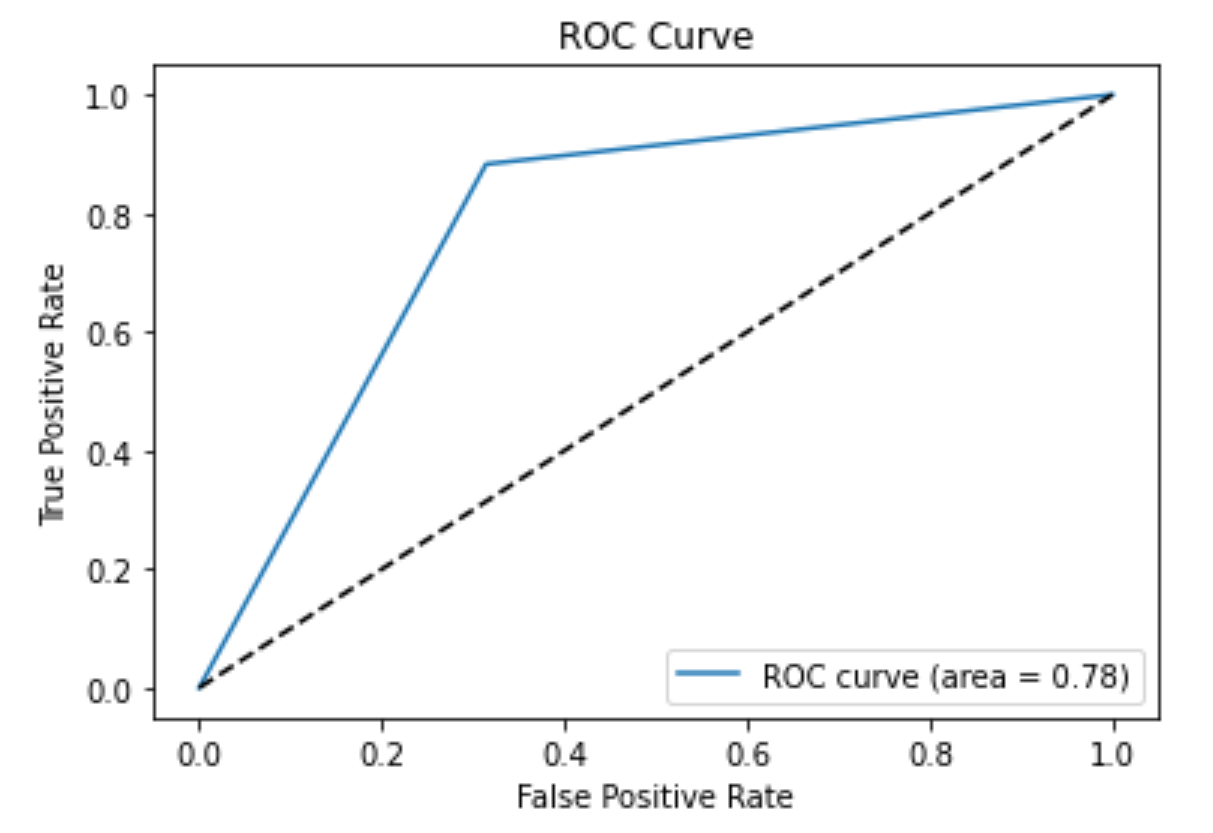 ROC Curve
1.0
0.8
0.6
0.4
0.2
0.0
True Positive Rate
ROC curve (area = 0.78)
0.0 0.2 0.4 0.6 0.8 1.0
False Positive Rate